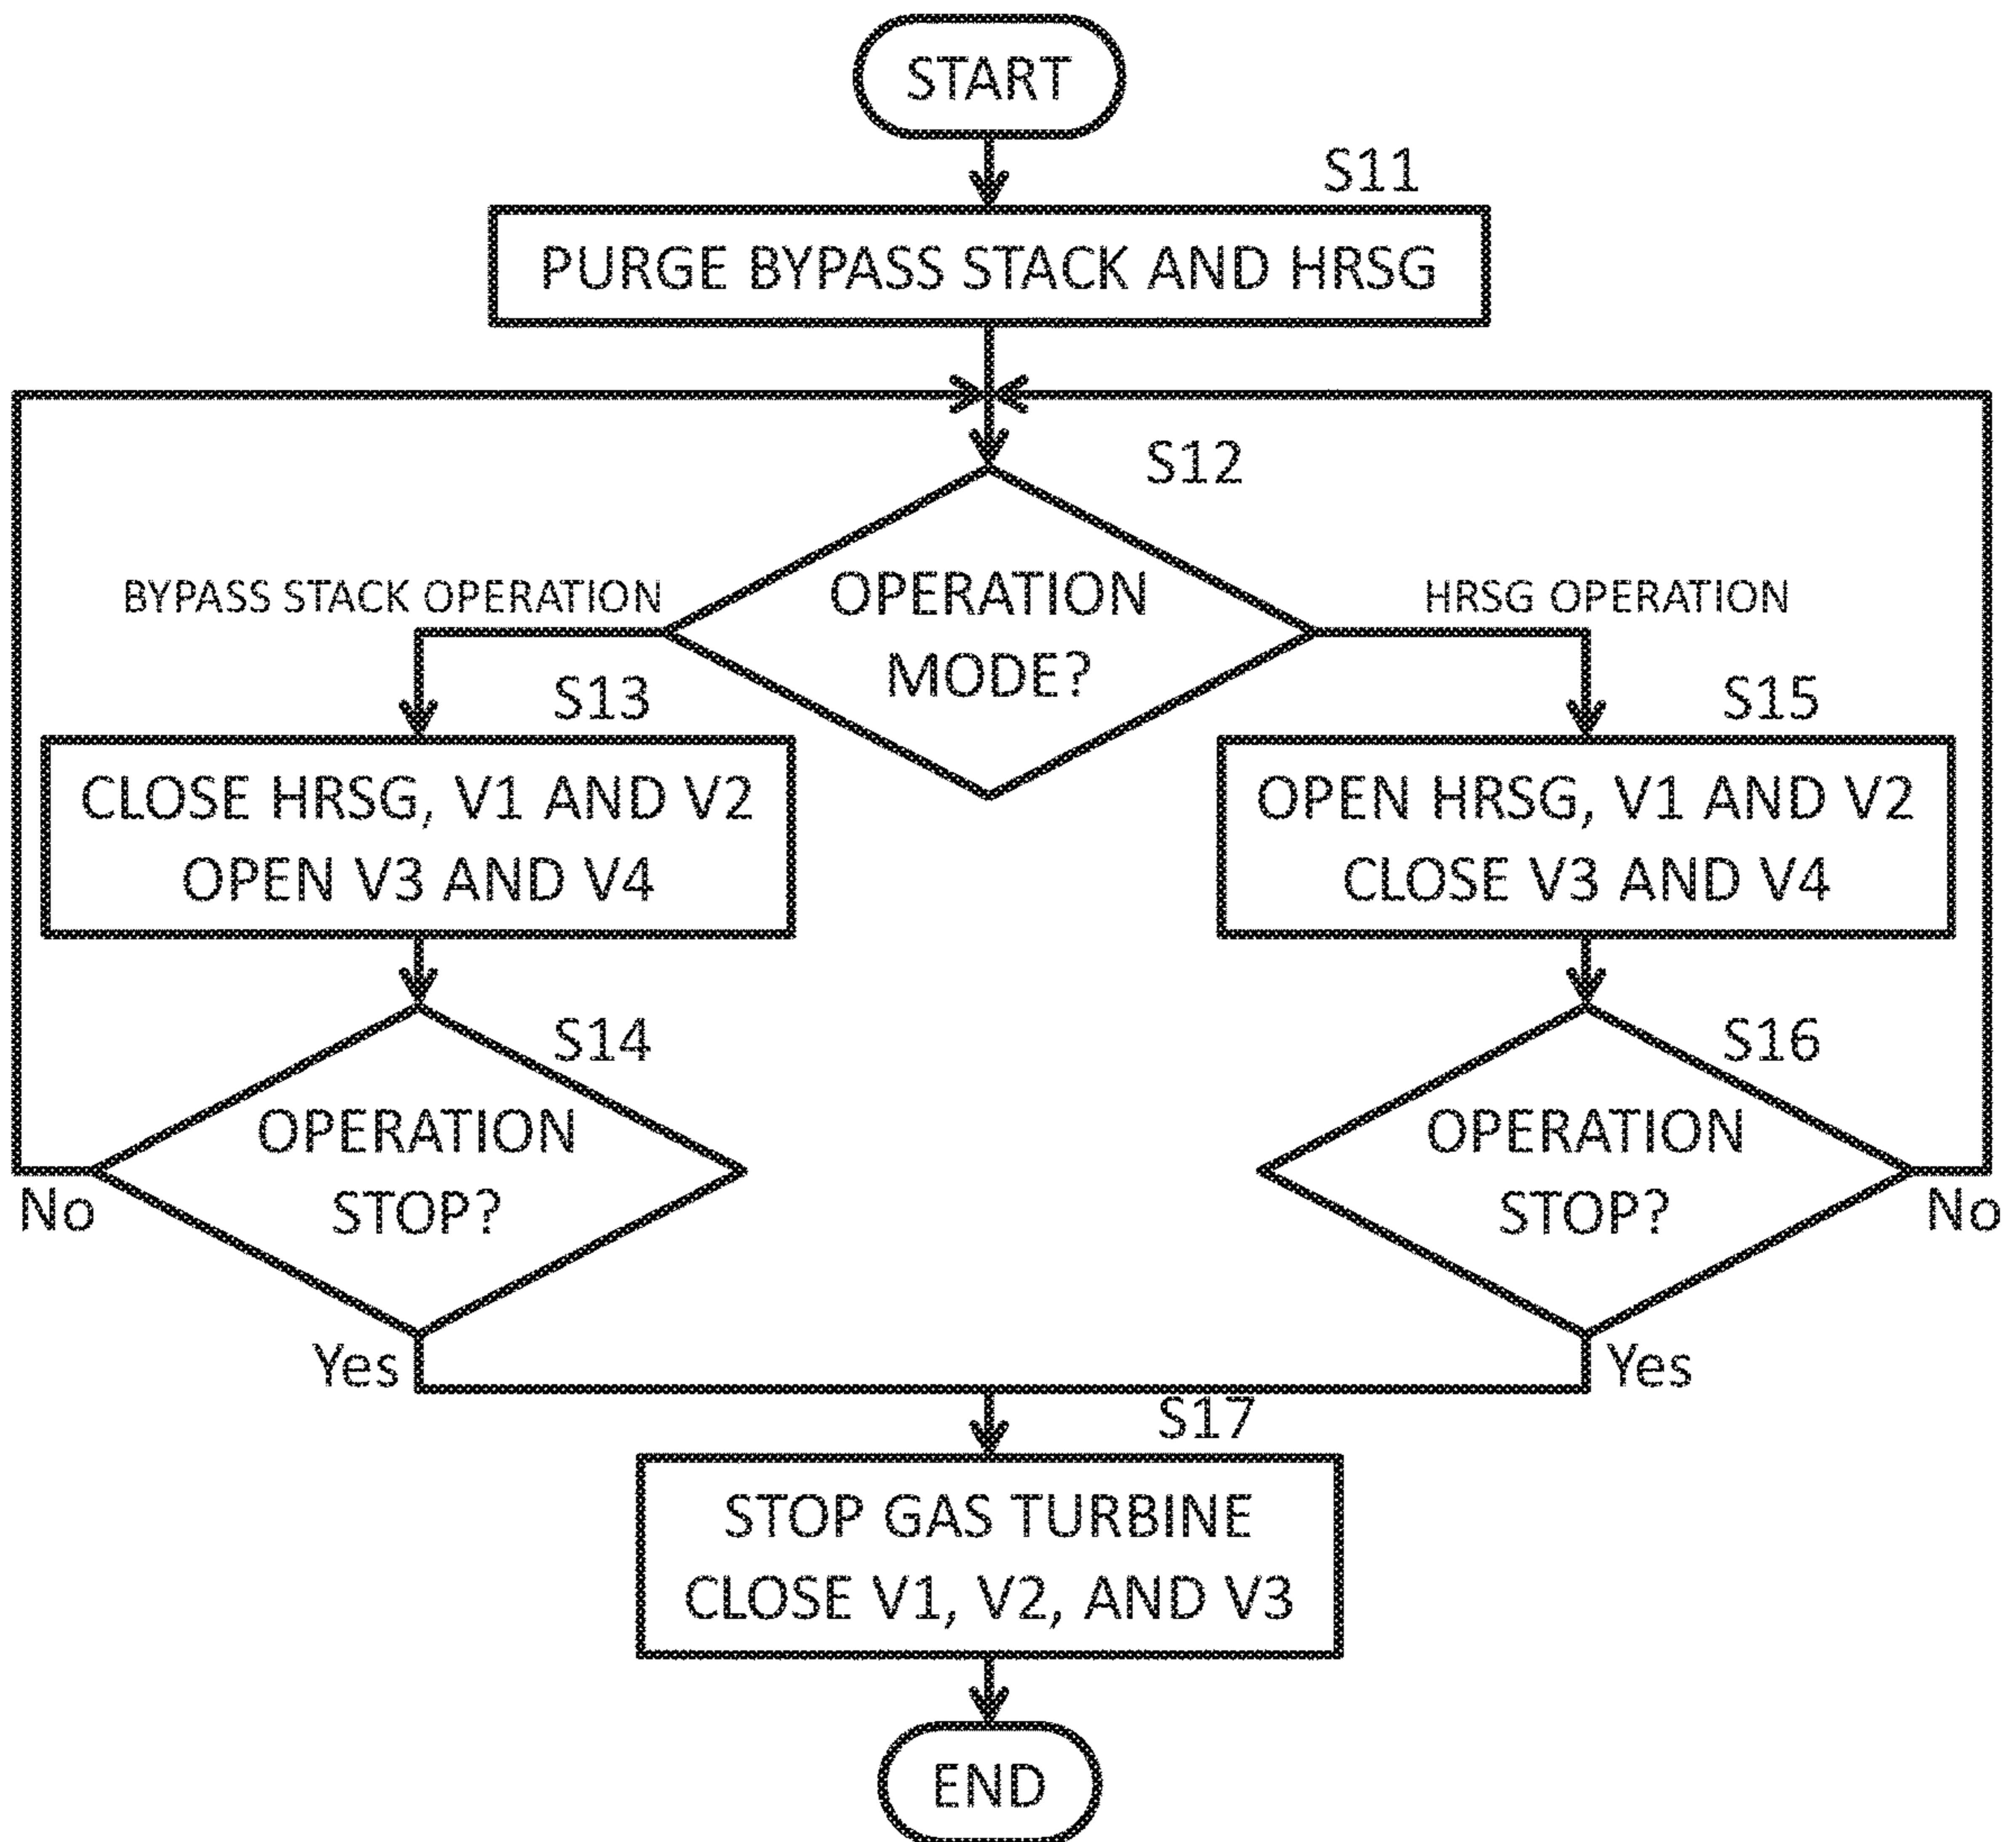 START
S11
PURGE BYPASS STACK AND HRSG
S12
OPERATION
MODE?
BYPASS STACK OPERATION
HRSG OPERATION
S13
CLOSE HRSG, V1 AND V2
OPEN V3 AND V4
S15
OPEN HRSG, V1 AND V2
CLOSE V3 AND V4
S14
OPERATION
STOP?
No
Yes
S16
OPERATION
STOP?
No
Yes
S17
STOP GAS TURBINE
CLOSE V1, V2, AND V3
END